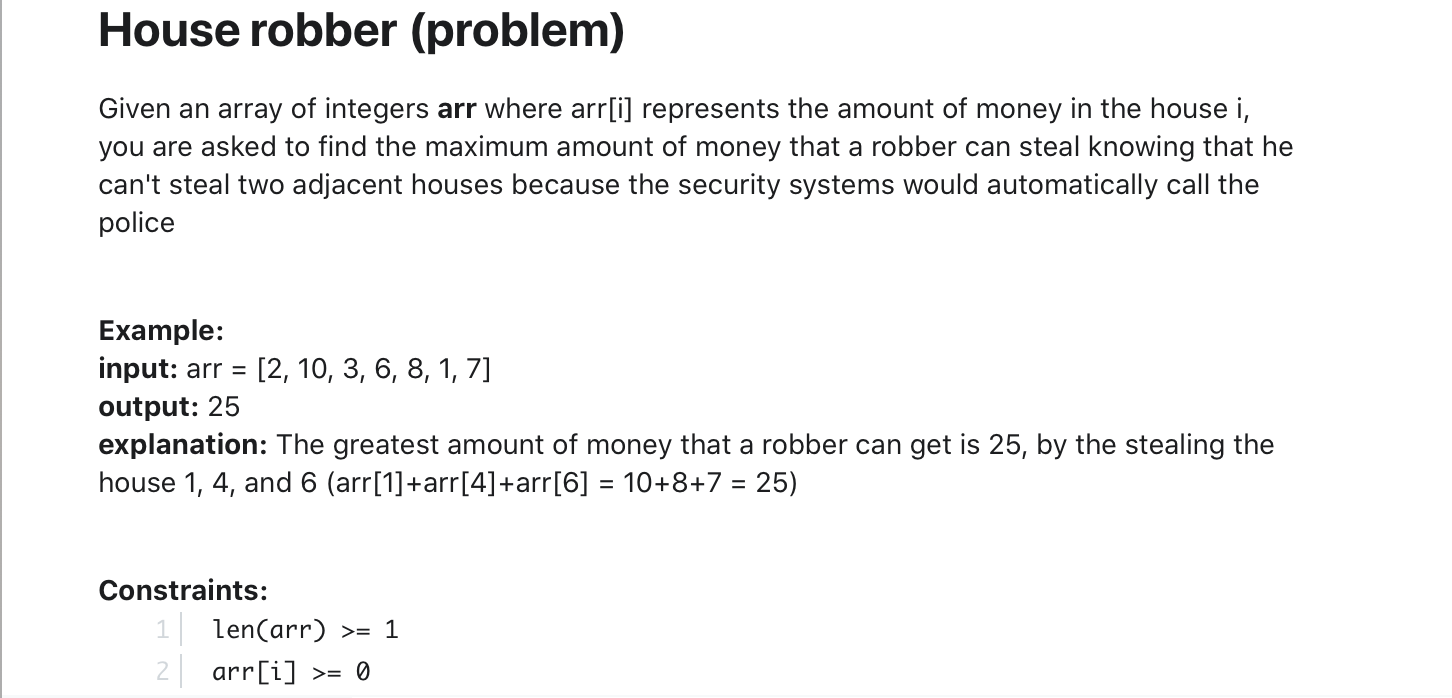 House robber (problem)
Given an array of integers arr where arr[i] represents the amount of money in the house i,
you are asked to find the maximum amount of money that a robber can steal knowing that he
can't steal two adjacent houses because the security systems would automatically call the
police
Example:
input: arr = [2, 10, 3, 6, 8, 1, 7]
output: 25
explanation: The greatest amount of money that a robber can get is 25, by the stealing the
house 1, 4, and 6 (arr[1]+arr[4]+arr[6] = 10+8+7 = 25)
Constraints:
1 len(arr) >= 1
2 arr[i] >= 0